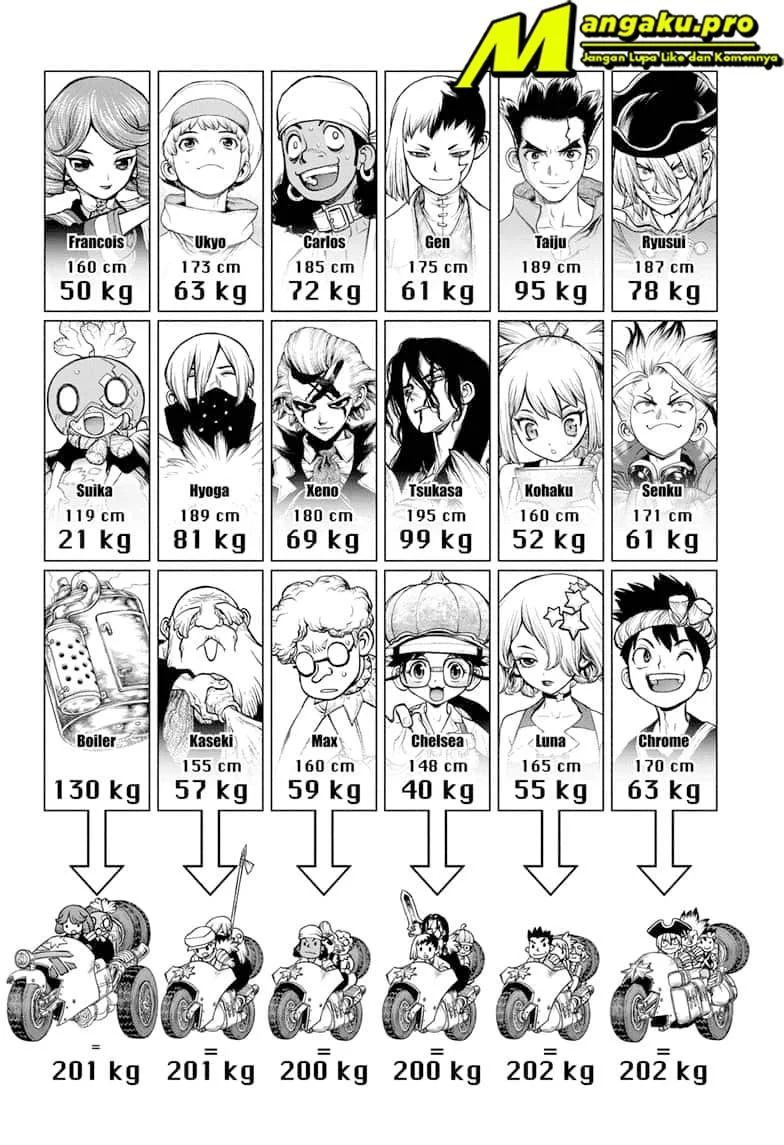 Mangaku.pro
Jangan Lupa Like dan Komennya
Francois
160 cm
50 kg
Ukyo
173 cm
63 kg
Carlos
185 cm
72 kg
Gen
175 cm
61 kg
Taiju
189 cm
95 kg
Ryusui
187 cm
78 kg
Suika
119 cm
21 kg
Hyoga
189 cm
81 kg
Xeno
180 cm
69 kg
Tsukasa
195 cm
99 kg
Kohaku
160 cm
52 kg
Senku
171 cm
61 kg
Boiler
130 kg
Kaseki
155 cm
57 kg
Max
160 cm
59 kg
Chelsea
148 cm
40 kg
Luna
165 cm
55 kg
Chrome
170 cm
63 kg
=
201 kg
=
201 kg
=
200 kg
=
200 kg
=
202 kg
=
202 kg